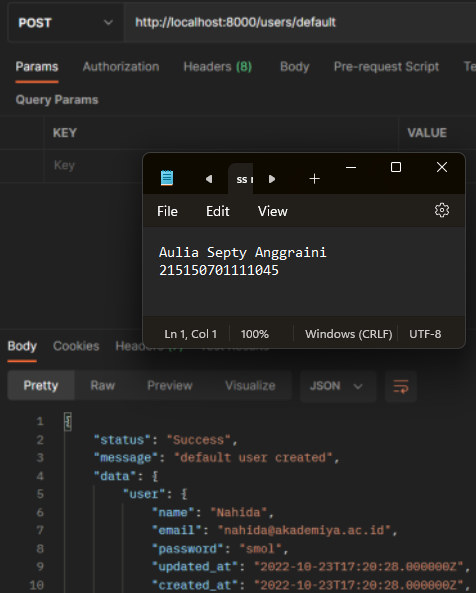 POST http://localhost:8000/users/default
Params Authorization Headers (8) Body Pre-request Script
Query Params
KEY VALUE
Key
ss
File Edit View
Aulia Septy Anggraini
215150701111045
Ln 1, Col 1 100% Windows (CRLF) UTF-8
Body Cookies
Pretty Raw Preview Visualize JSON
1 {
2 "status": "Success",
3 "message": "default user created",
4 "data": {
5 "user": {
6 "name": "Nahida",
7 "email": "nahida@akademiya.ac.id",
8 "password": "smol",
9 "updated_at": "2022-10-23T17:20:28.000000Z",
10 "created_at": "2022-10-23T17:20:28.000000Z",